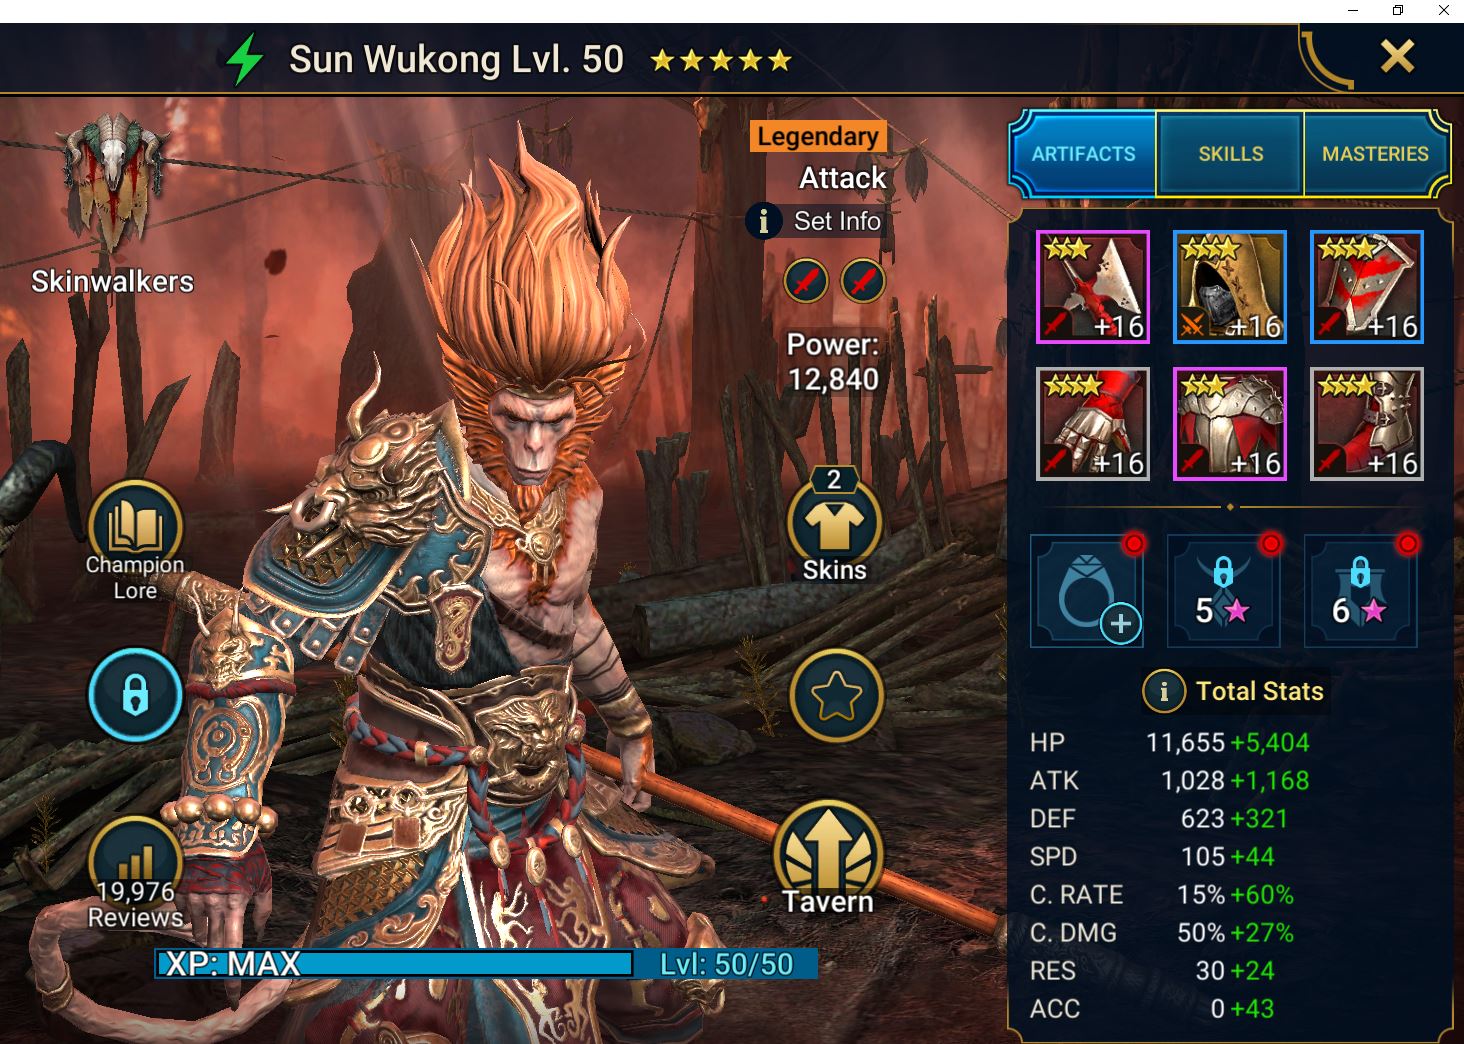 Sun Wukong Lvl. 50
Skinwalkers
Legendary
Attack
Set Info
Power:
12,840
Champion
Lore
2
Skins
19,976
Reviews
Tavern
XP: MAX
Lvl: 50/50
ARTIFACTS
SKILLS
MASTERIES
+16
+16
+16
+16
+16
+16
5
6
Total Stats
HP 11,655 +5,404
ATK 1,028 +1,168
DEF 623 +321
SPD 105 +44
C. RATE 15% +60%
C. DMG 50% +27%
RES 30 +24
ACC 0 +43